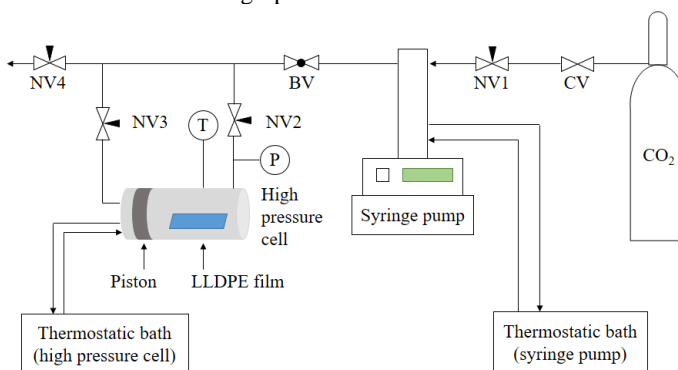 NV4
BV
NV1
CV
NV3
T
NV2
P
CO₂
High
pressure
cell
Syringe pump
Piston
LLDPE film
Thermostatic bath
(high pressure cell)
Thermostatic bath
(syringe pump)